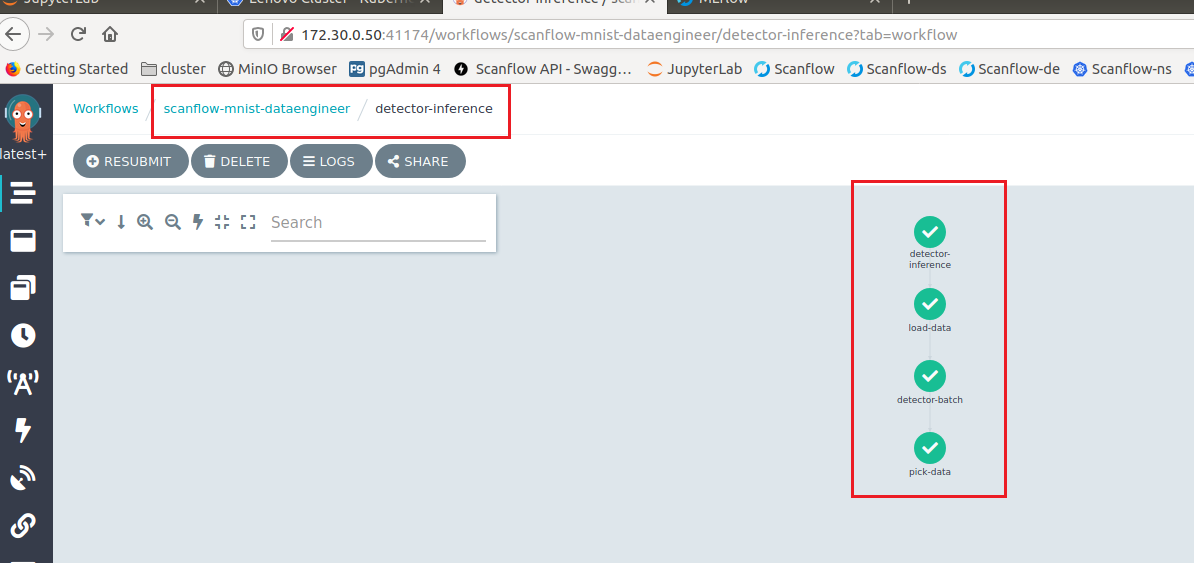 JupyterLab
Lenovo Cluster - Kuberne
detector-inference / scan
MLflow
172.30.0.50:41174/workflows/scanflow-mnist-dataengineer/detector-inference?tab=workflow
Getting Started cluster MinIO Browser pgAdmin 4 Scanflow API - Swagg… JupyterLab Scanflow Scanflow-ds Scanflow-de Scanflow-ns
Workflows / scanflow-mnist-dataengineer / detector-inference
latest+
RESUBMIT DELETE LOGS SHARE
Search
detector-
inference
load-data
detector-batch
pick-data